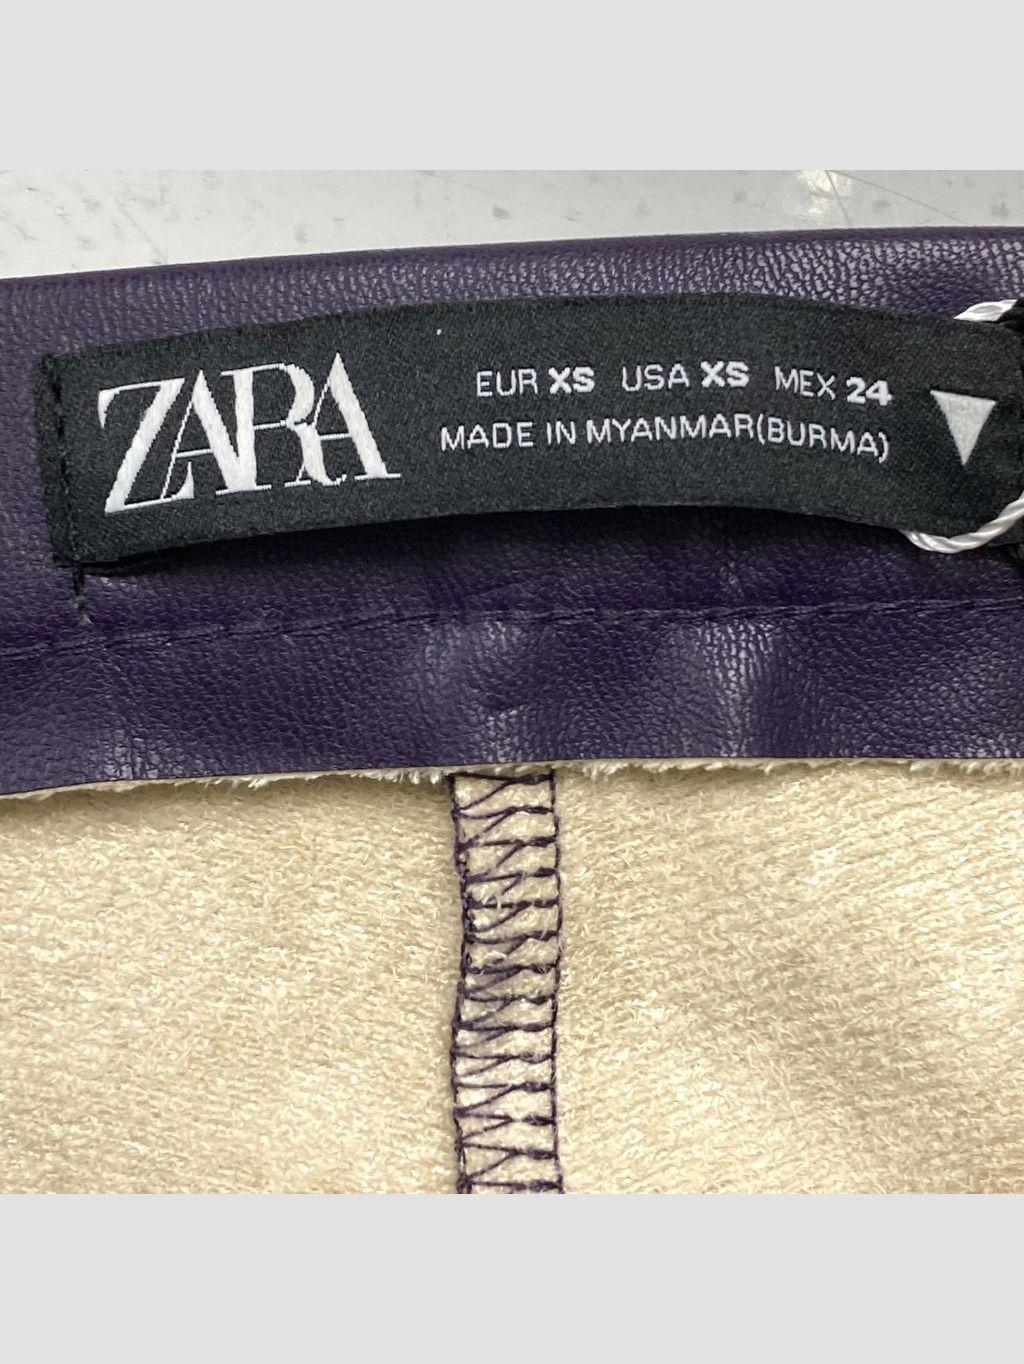 ZARA
EUR XS USA XS MEX 24
MADE IN MYANMAR(BURMA)